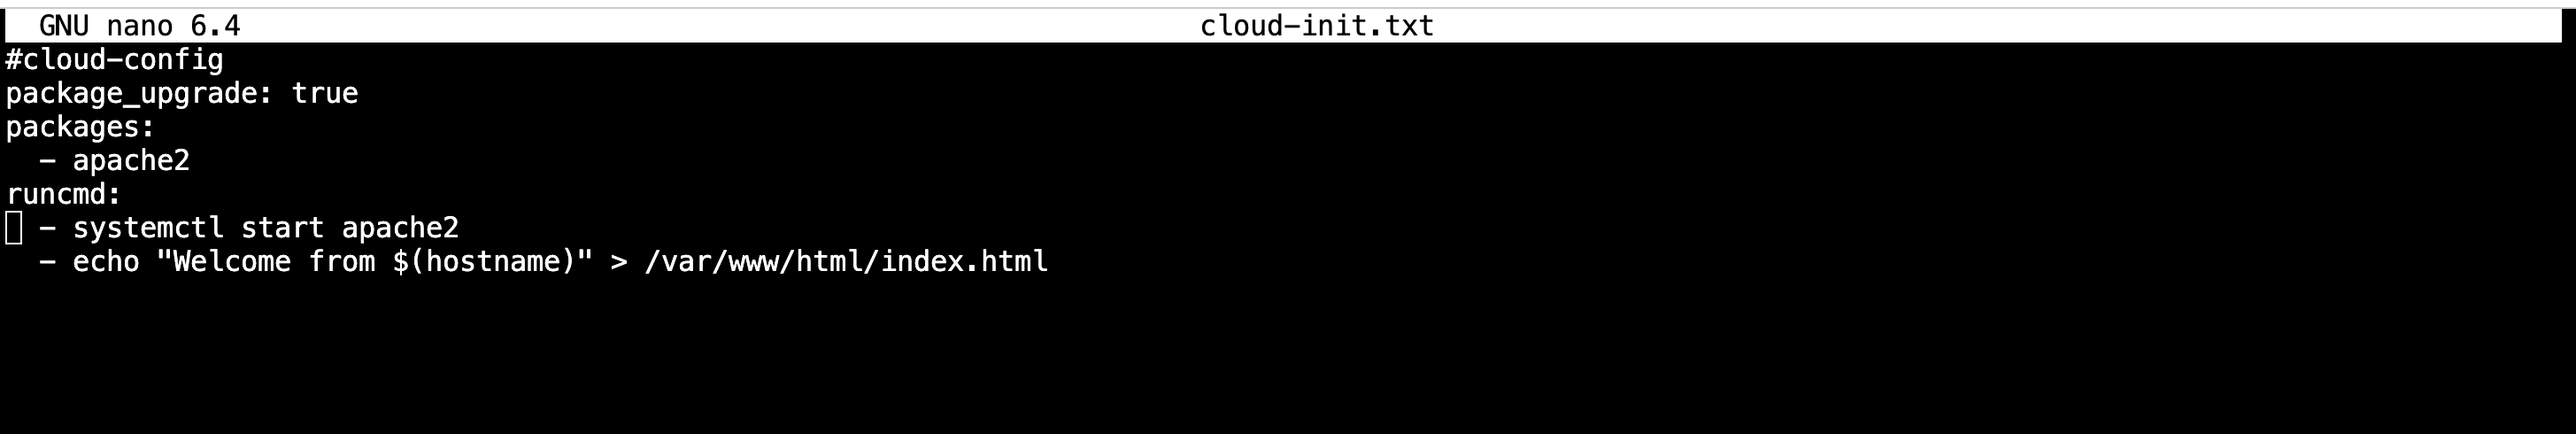 GNU nano 6.4 cloud-init.txt
#cloud-config
package_upgrade: true
packages:
  - apache2
runcmd:
  - systemctl start apache2
  - echo "Welcome from $(hostname)" > /var/www/html/index.html